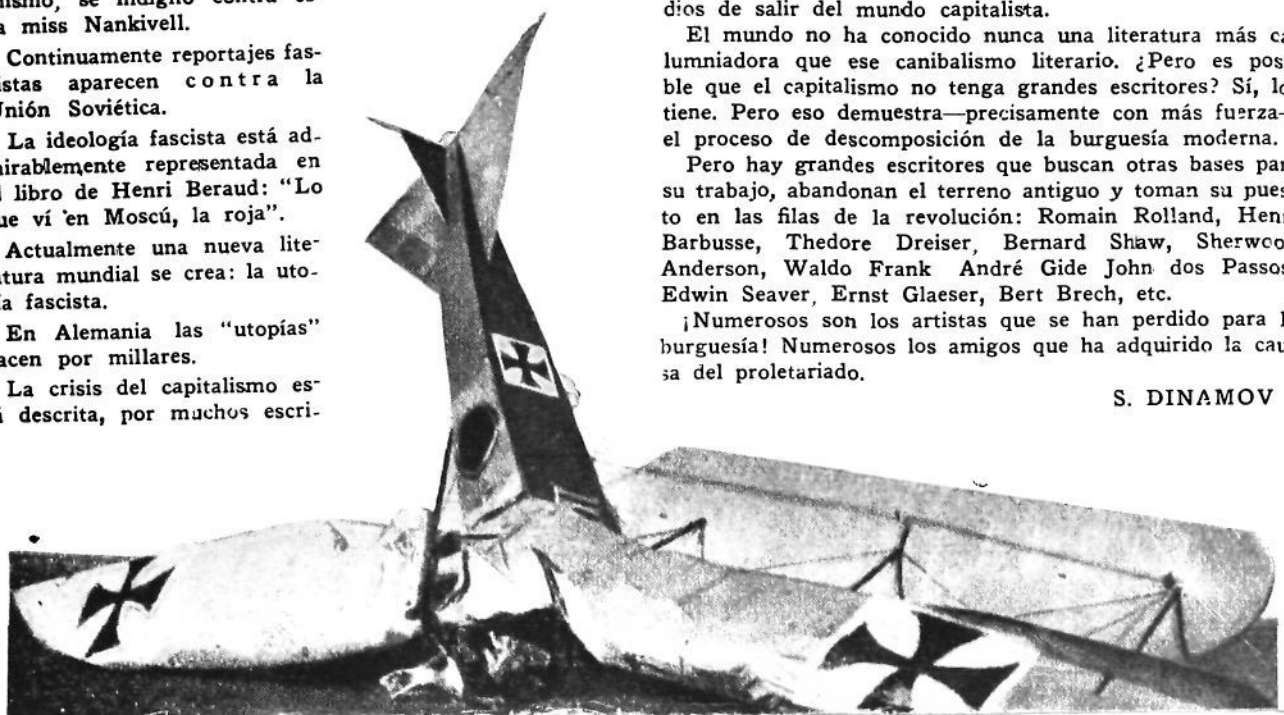 se indignó contra
miss Nankivell.
Continuamente reportajes fas-
istas aparecen contra la
Unión Soviética.
La ideología fascista está ad-
irablemente representada en
libro de Henri Beraud: "Lo
ue ví en Moscú, la roja".
Actualmente una nueva lite-
atura mundial se crea: la uto-
ía fascista.
En Alemania las "utopías"
acen por millares.
La crisis del capitalismo es-
descrita, por muchos escri-
dios de salir del mundo capitalista.
El mundo no ha conocido nunca una literatura más ca
lumniadora que ese canibalismo literario. ¿Pero es pos
ble que el capitalismo no tenga grandes escritores? Sí, lo
tiene. Pero eso demuestra—precisamente con más fuerza—
el proceso de descomposición de la burguesía moderna.
Pero hay grandes escritores que buscan otras bases par
su trabajo, abandonan el terreno antiguo y toman su pues
to en las filas de la revolución: Romain Rolland, Henr
Barbusse, Thedore Dreiser, Bernard Shaw, Sherwoo
Anderson, Waldo Frank André Gide John dos Passos
Edwin Seaver, Ernst Glaeser, Bert Brech, etc.
¡Numerosos son los artistas que se han perdido para l
burguesía! Numerosos los amigos que ha adquirido la cau
sa del proletariado.
S. DINAMOV